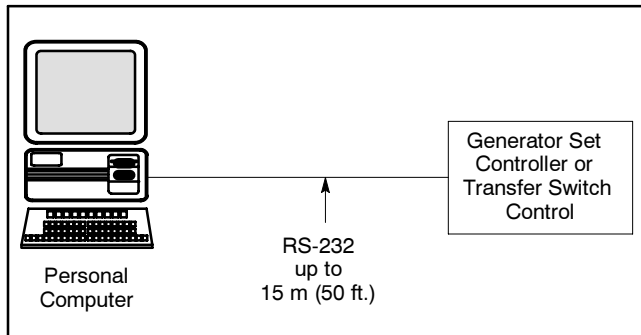 Personal
Computer
RS-232
up to
15 m (50 ft.)
Generator Set
Controller or
Transfer Switch
Control